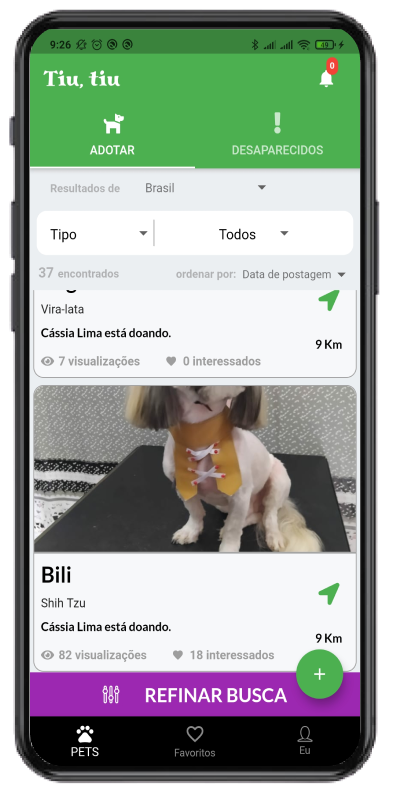 9:26
49
Tiu, tiu
0
ADOTAR
DESAPARECIDOS
Resultados de Brasil
Tipo
Todos
37 encontrados
ordenar por: Data de postagem
Vira-lata
Cássia Lima está doando.
9 Km
7 visualizações
0 interessados
Bili
Shih Tzu
Cássia Lima está doando.
9 Km
82 visualizações
18 interessados
+
REFINAR BUSCA
PETS
Favoritos
Eu